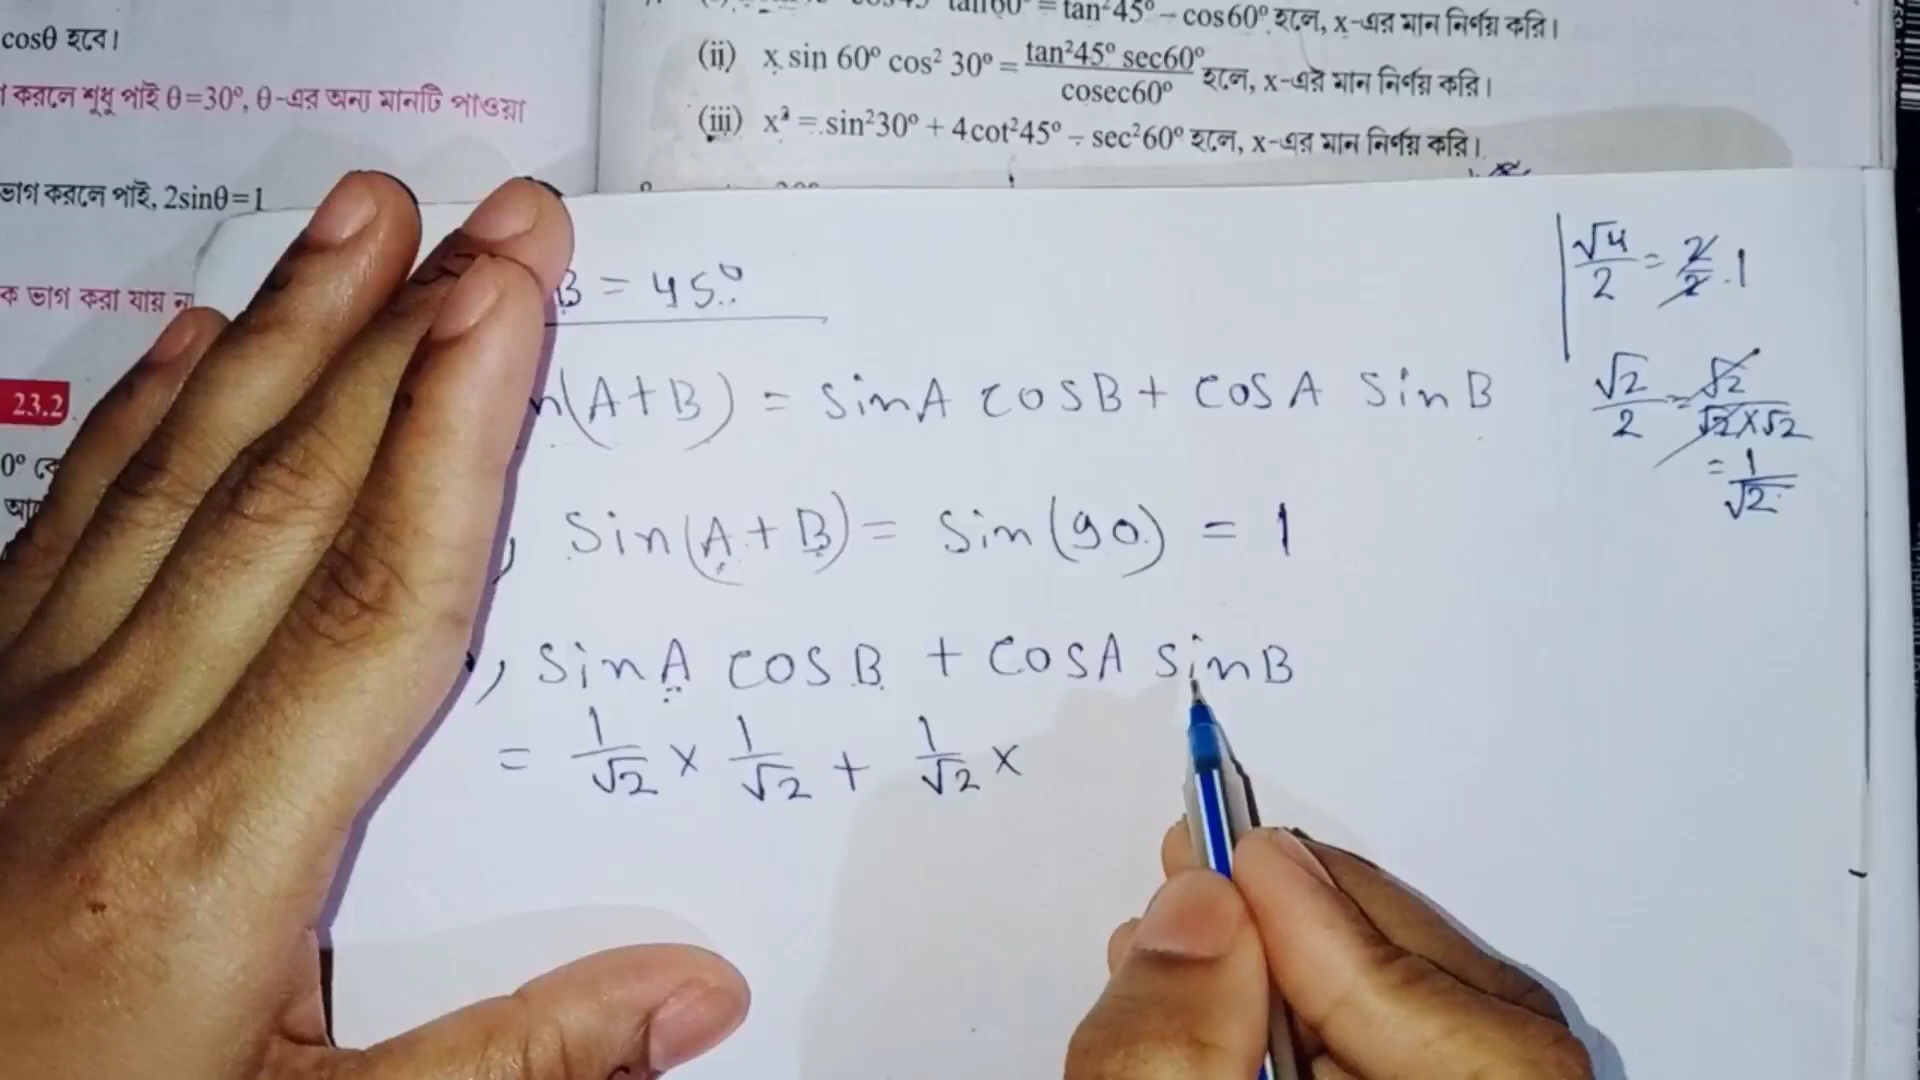 cosθ হবে।
করলে শুধু পাই θ=30°, θ-এর অন্য মানটি পাওয়া
ভাগ করলে পাই, 2sinθ=1
ক ভাগ করা যায় না
23.2
0°
tan60° = tan²45° – cos60° হলে, x-এর মান নির্ণয় করি।
(ii) x sin 60° cos² 30° = tan²45° sec60° / cosec60° হলে, x-এর মান নির্ণয় করি।
(iii) x² = sin²30° + 4cot²45° – sec²60° হলে, x-এর মান নির্ণয় করি।
B = 45°
n(A+B) = sinA cosB + cosA sinB
, sin(A+B) = sin(90) = 1
, sinA cosB + cosA sinB
= 1/√2 × 1/√2 + 1/√2 ×
√4/2 = 2/2 . 1
√2/2 = √2/√2×√2
= 1/√2